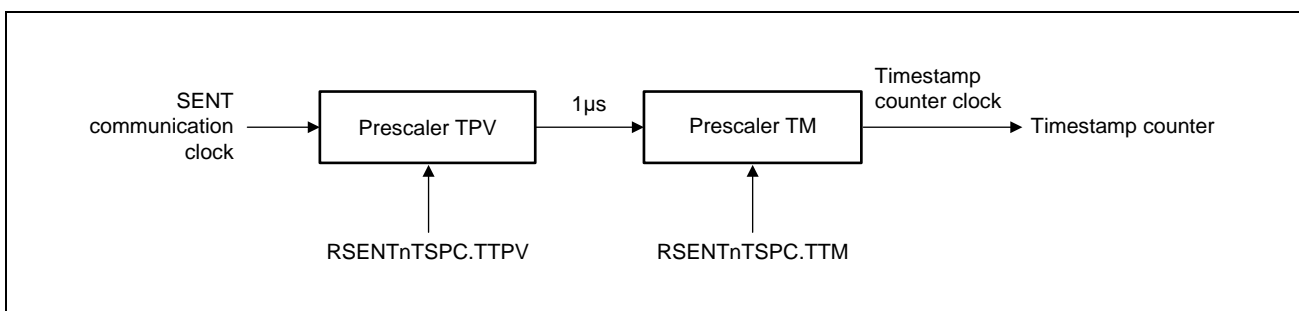 SENT
communication
clock
Prescaler TPV
1µs
Prescaler TM
Timestamp
counter clock
Timestamp counter
RSENTnTSPC.TTPV
RSENTnTSPC.TTM